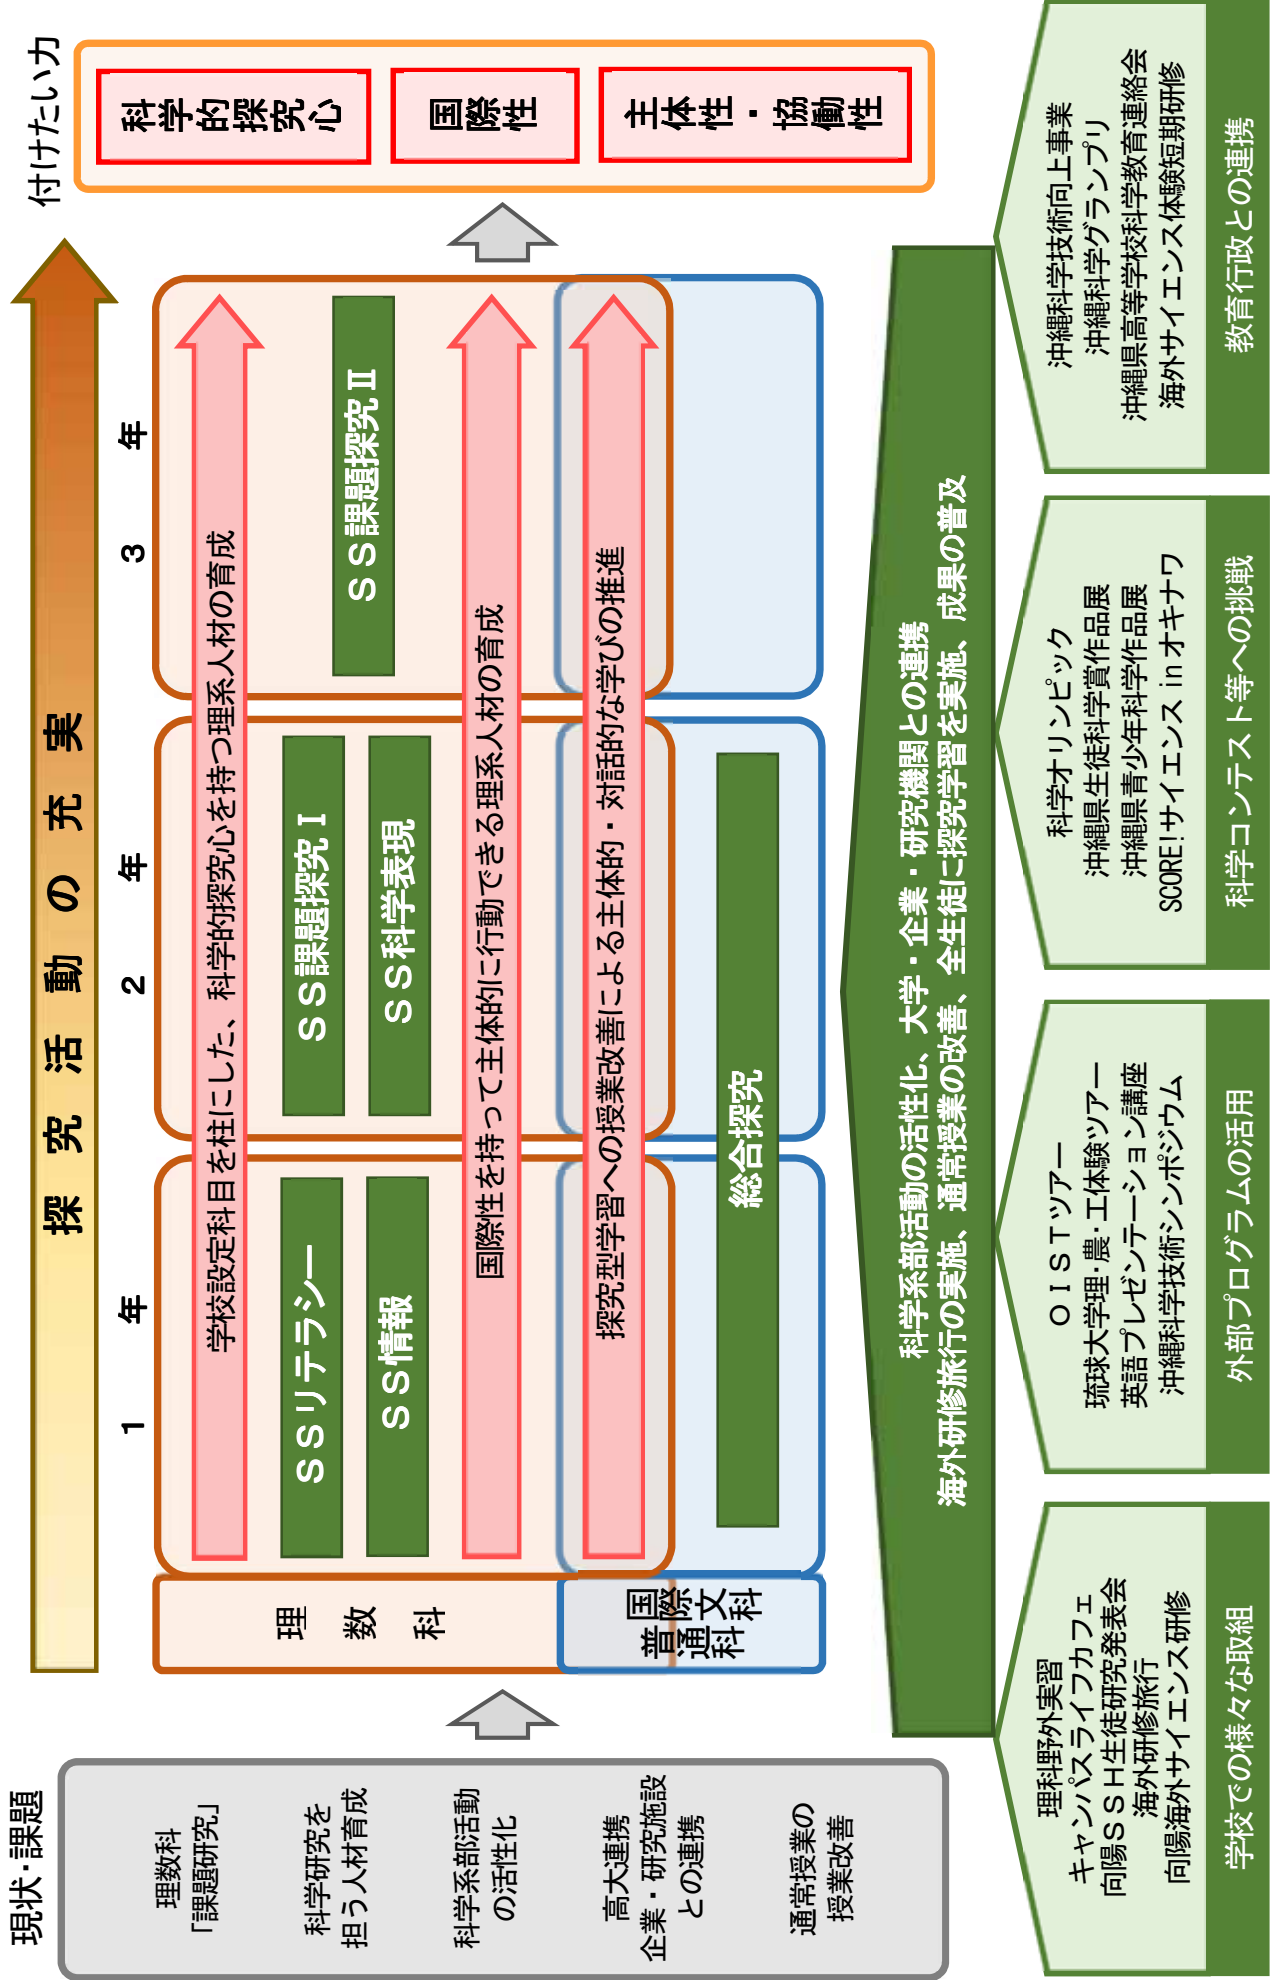 現状・課題
理数科
「課題研究」
科学研究を
担う人材育成
科学系部活動
の活性化
高大連携
企業・研究施設
との連携
通常授業の
授業改善
探究活動の充実
1 年
2 年
3 年
理数科
国際文科
普通科
学校設定科目を柱にした、科学的探究心を持つ理系人材の育成
ＳＳリテラシー
ＳＳ情報
ＳＳ課題探究Ⅰ
ＳＳ科学表現
ＳＳ課題探究Ⅱ
国際性を持って主体的に行動できる理系人材の育成
探究型学習への授業改善による主体的・対話的な学びの推進
総合探究
付けたい力
科学的探究心
国際性
主体性・協働性
科学系部活動の活性化、大学・企業・研究機関との連携
海外研修旅行の実施、通常授業の改善、全生徒に探究学習を実施、成果の普及
理科野外実習
キャンパスライフカフェ
向陽ＳＳＨ生徒研究発表会
海外研修旅行
向陽海外サイエンス研修
学校での様々な取組
ＯＩＳＴツアー
琉球大学理・農・工体験ツアー
英語プレゼンテーション講座
沖縄科学技術シンポジウム
外部プログラムの活用
科学オリンピック
沖縄県生徒科学賞作品展
沖縄県青少年科学作品展
SCORE!サイエンス in オキナワ
科学コンテスト等への挑戦
沖縄科学技術向上事業
沖縄科学グランプリ
沖縄県高等学校科学教育連絡会
海外サイエンス体験短期研修
教育行政との連携